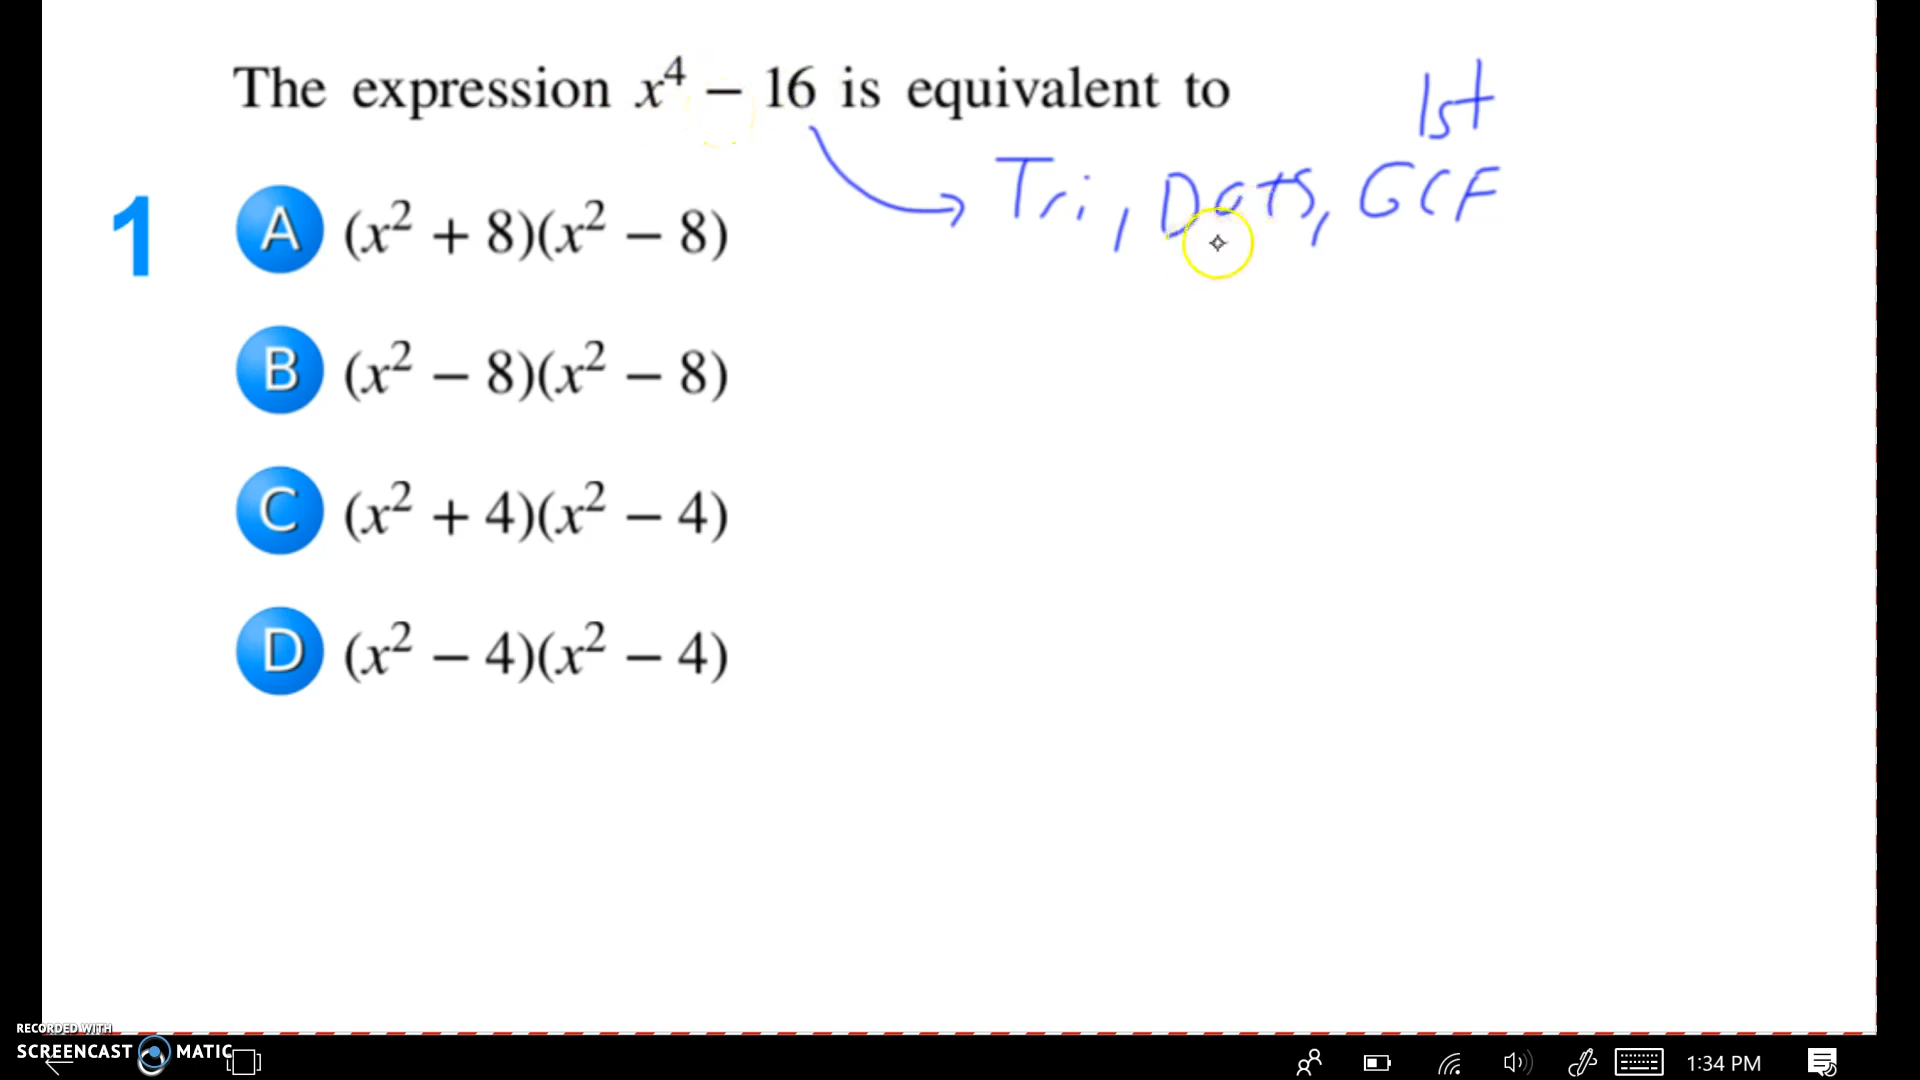 The expression x⁴ − 16 is equivalent to
1st
Tri, Dots, GCF
1
A (x² + 8)(x² − 8)
B (x² − 8)(x² − 8)
C (x² + 4)(x² − 4)
D (x² − 4)(x² − 4)
RECORDED WITH
SCREENCAST MATIC
1:34 PM